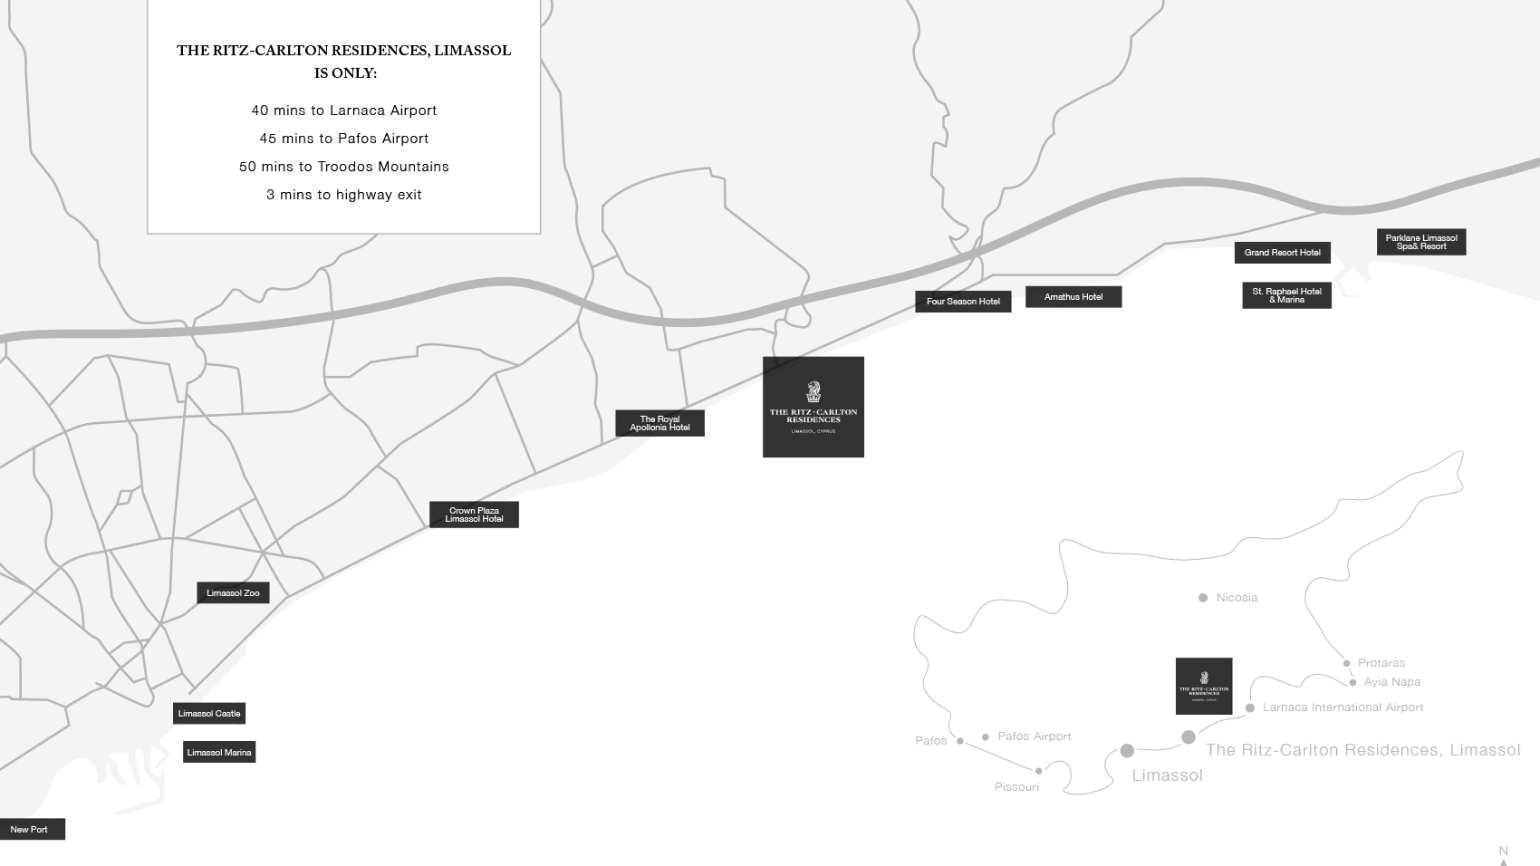 THE RITZ-CARLTON RESIDENCES, LIMASSOL
IS ONLY:
40 mins to Larnaca Airport
45 mins to Pafos Airport
50 mins to Troodos Mountains
3 mins to highway exit
Parklane Limassol
Spa& Resort
Grand Resort Hotel
St. Raphael Hotel
& Marina
Amathus Hotel
Four Season Hotel
THE RITZ-CARLTON
RESIDENCES
LIMASSOL, CYPRUS
The Royal
Apollonia Hotel
Crown Plaza
Limassol Hotel
Limassol Zoo
Limassol Castle
Limassol Marina
New Port
Nicosia
Protaras
Ayia Napa
THE RITZ-CARLTON
RESIDENCES
Larnaca International Airport
Pafos
Pafos Airport
The Ritz-Carlton Residences, Limassol
Limassol
Pissouri
N